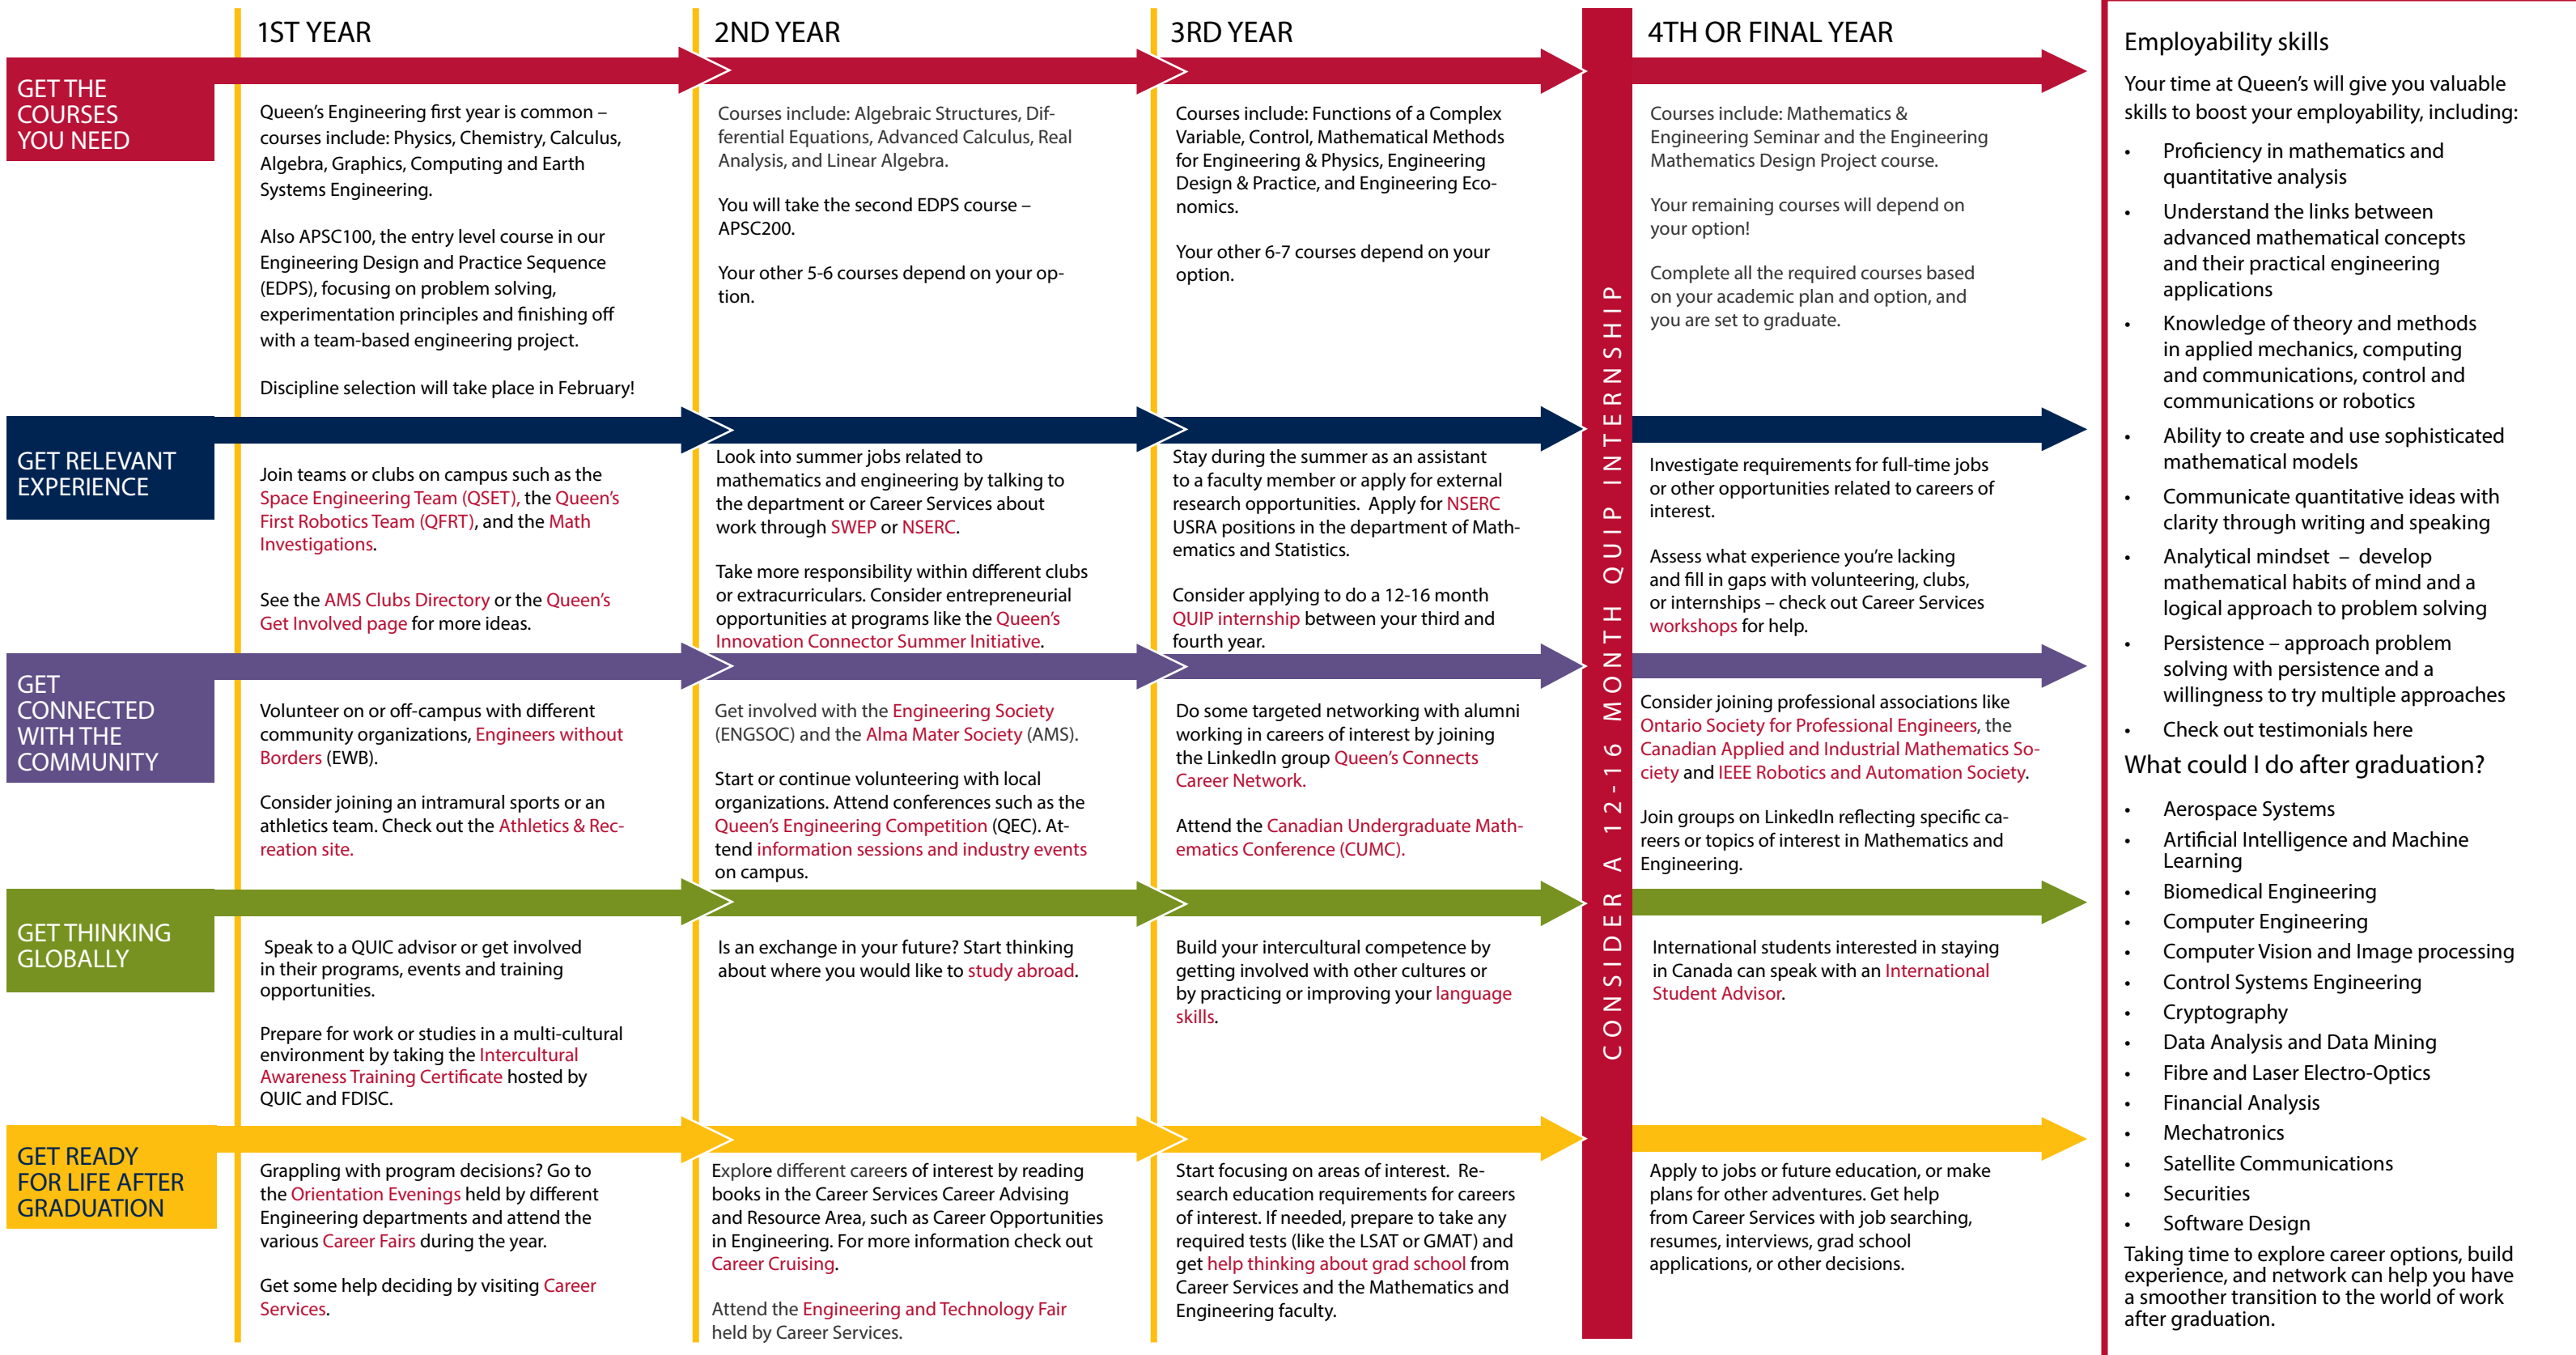 1ST YEAR
2ND YEAR
3RD YEAR
4TH OR FINAL YEAR
GET THE
COURSES
YOU NEED
Queen's Engineering first year is common –
courses include: Physics, Chemistry, Calculus,
Algebra, Graphics, Computing and Earth
Systems Engineering.
Also APSC100, the entry level course in our
Engineering Design and Practice Sequence
(EDPS), focusing on problem solving,
experimentation principles and finishing off
with a team-based engineering project.
Discipline selection will take place in February!
Courses include: Algebraic Structures, Dif-
ferential Equations, Advanced Calculus, Real
Analysis, and Linear Algebra.
You will take the second EDPS course –
APSC200.
Your other 5-6 courses depend on your op-
tion.
Courses include: Functions of a Complex
Variable, Control, Mathematical Methods
for Engineering & Physics, Engineering
Design & Practice, and Engineering Eco-
nomics.
Your other 6-7 courses depend on your
option.
Courses include: Mathematics &
Engineering Seminar and the Engineering
Mathematics Design Project course.
Your remaining courses will depend on
your option!
Complete all the required courses based
on your academic plan and option, and
you are set to graduate.
GET RELEVANT
EXPERIENCE
Join teams or clubs on campus such as the
Space Engineering Team (QSET), the Queen's
First Robotics Team (QFRT), and the Math
Investigations.
See the AMS Clubs Directory or the Queen's
Get Involved page for more ideas.
Look into summer jobs related to
mathematics and engineering by talking to
the department or Career Services about
work through SWEP or NSERC.
Take more responsibility within different clubs
or extracurriculars. Consider entrepreneurial
opportunities at programs like the Queen's
Innovation Connector Summer Initiative.
Stay during the summer as an assistant
to a faculty member or apply for external
research opportunities. Apply for NSERC
USRA positions in the department of Math-
ematics and Statistics.
Consider applying to do a 12-16 month
QUIP internship between your third and
fourth year.
Investigate requirements for full-time jobs
or other opportunities related to careers of
interest.
Assess what experience you're lacking
and fill in gaps with volunteering, clubs,
or internships – check out Career Services
workshops for help.
GET
CONNECTED
WITH THE
COMMUNITY
Volunteer on or off-campus with different
community organizations, Engineers without
Borders (EWB).
Consider joining an intramural sports or an
athletics team. Check out the Athletics & Rec-
reation site.
Get involved with the Engineering Society
(ENGSOC) and the Alma Mater Society (AMS).
Start or continue volunteering with local
organizations. Attend conferences such as the
Queen's Engineering Competition (QEC). At-
tend information sessions and industry events
on campus.
Do some targeted networking with alumni
working in careers of interest by joining
the LinkedIn group Queen's Connects
Career Network.
Attend the Canadian Undergraduate Math-
ematics Conference (CUMC).
Consider joining professional associations like
Ontario Society for Professional Engineers, the
Canadian Applied and Industrial Mathematics So-
ciety and IEEE Robotics and Automation Society.
Join groups on LinkedIn reflecting specific ca-
reers or topics of interest in Mathematics and
Engineering.
GET THINKING
GLOBALLY
Speak to a QUIC advisor or get involved
in their programs, events and training
opportunities.
Prepare for work or studies in a multi-cultural
environment by taking the Intercultural
Awareness Training Certificate hosted by
QUIC and FDISC.
Is an exchange in your future? Start thinking
about where you would like to study abroad.
Build your intercultural competence by
getting involved with other cultures or
by practicing or improving your language
skills.
International students interested in staying
in Canada can speak with an International
Student Advisor.
GET READY
FOR LIFE AFTER
GRADUATION
Grappling with program decisions? Go to
the Orientation Evenings held by different
Engineering departments and attend the
various Career Fairs during the year.
Get some help deciding by visiting Career
Services.
Explore different careers of interest by reading
books in the Career Services Career Advising
and Resource Area, such as Career Opportunities
in Engineering. For more information check out
Career Cruising.
Attend the Engineering and Technology Fair
held by Career Services.
Start focusing on areas of interest. Re-
search education requirements for careers
of interest. If needed, prepare to take any
required tests (like the LSAT or GMAT) and
get help thinking about grad school from
Career Services and the Mathematics and
Engineering faculty.
Apply to jobs or future education, or make
plans for other adventures. Get help
from Career Services with job searching,
resumes, interviews, grad school
applications, or other decisions.
CONSIDER A 12-16 MONTH QUIP INTERNSHIP
Employability skills
Your time at Queen's will give you valuable
skills to boost your employability, including:
• Proficiency in mathematics and
quantitative analysis
• Understand the links between
advanced mathematical concepts
and their practical engineering
applications
• Knowledge of theory and methods
in applied mechanics, computing
and communications, control and
communications or robotics
• Ability to create and use sophisticated
mathematical models
• Communicate quantitative ideas with
clarity through writing and speaking
• Analytical mindset – develop
mathematical habits of mind and a
logical approach to problem solving
• Persistence – approach problem
solving with persistence and a
willingness to try multiple approaches
• Check out testimonials here
What could I do after graduation?
• Aerospace Systems
• Artificial Intelligence and Machine
Learning
• Biomedical Engineering
• Computer Engineering
• Computer Vision and Image processing
• Control Systems Engineering
• Cryptography
• Data Analysis and Data Mining
• Fibre and Laser Electro-Optics
• Financial Analysis
• Mechatronics
• Satellite Communications
• Securities
• Software Design
Taking time to explore career options, build
experience, and network can help you have
a smoother transition to the world of work
after graduation.